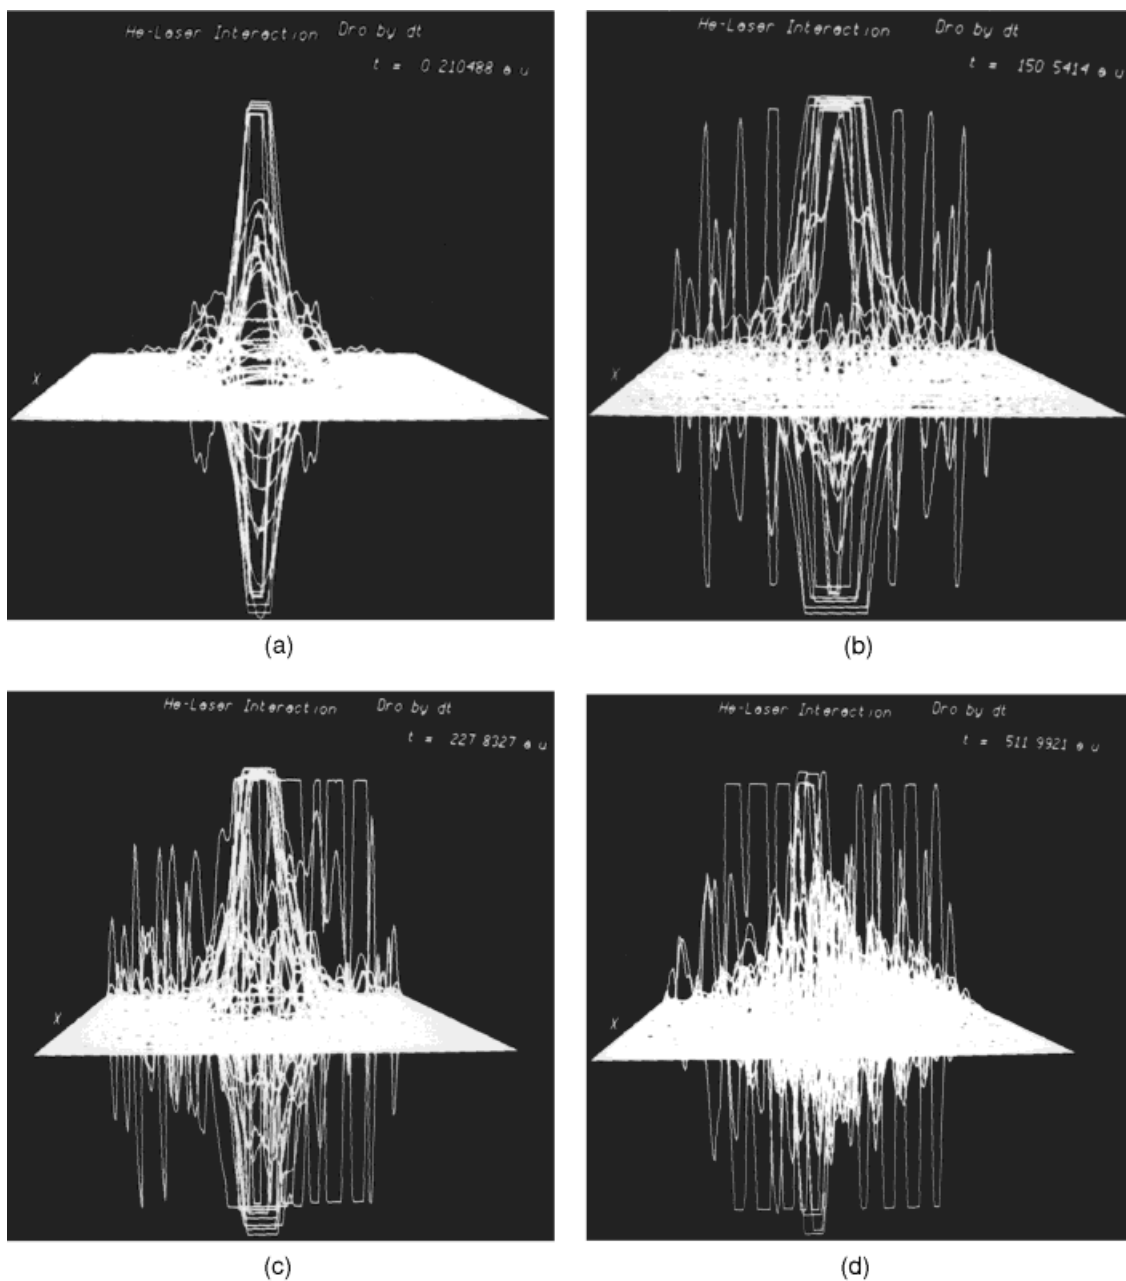 He-Laser Interaction Dro by dt
t = 0 210488 a u
X
(a)
He-Laser Interaction Dro by dt
t = 150 5414 a u
X
(b)
He-Laser Interaction Dro by dt
t = 227 8327 a u
X
(c)
He-Laser Interaction Dro by dt
t = 511 9921 a u
X
(d)